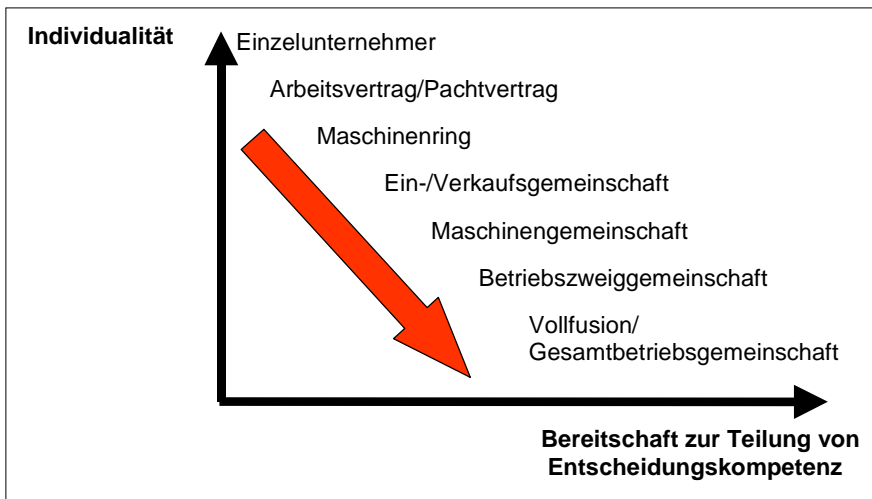 Individualität
Einzelunternehmer
Arbeitsvertrag/Pachtvertrag
Maschinenring
Ein-/Verkaufsgemeinschaft
Maschinengemeinschaft
Betriebszweiggemeinschaft
Vollfusion/
Gesamtbetriebsgemeinschaft
Bereitschaft zur Teilung von
Entscheidungskompetenz